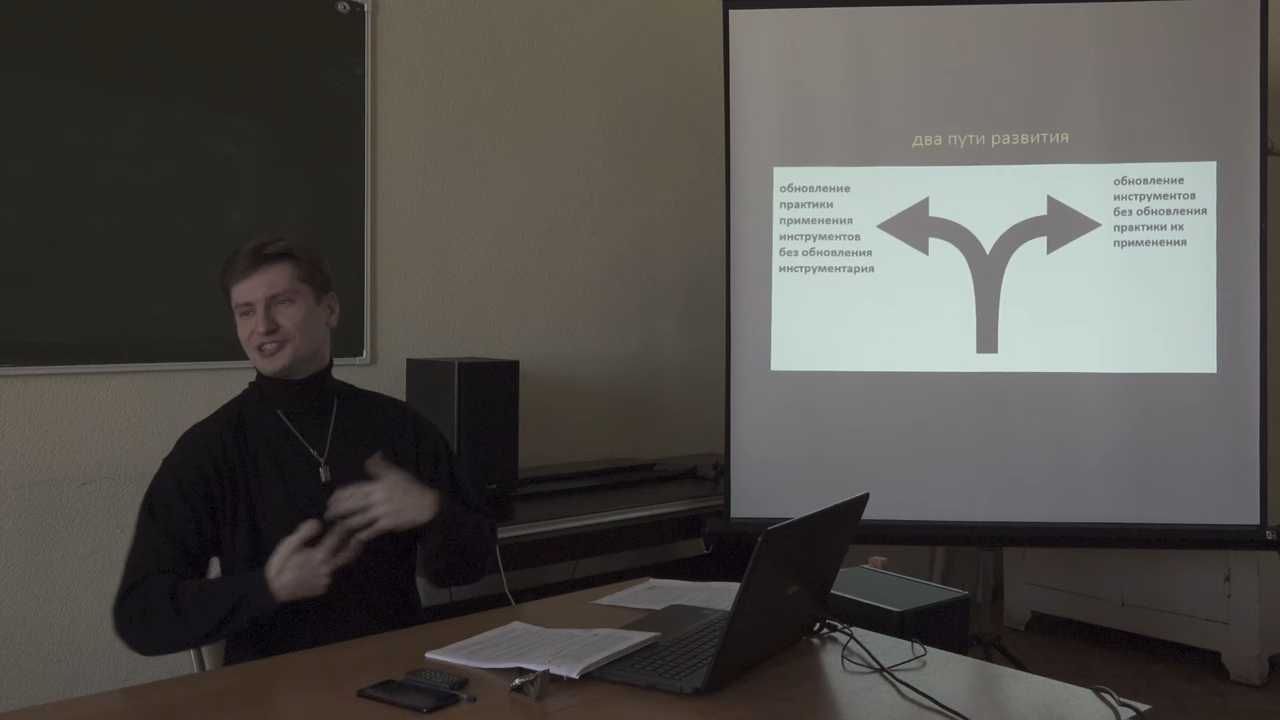 два пути развития
обновление
практики
применения
инструментов
без обновления
инструментария
обновление
инструментов
без обновления
практики их
применения